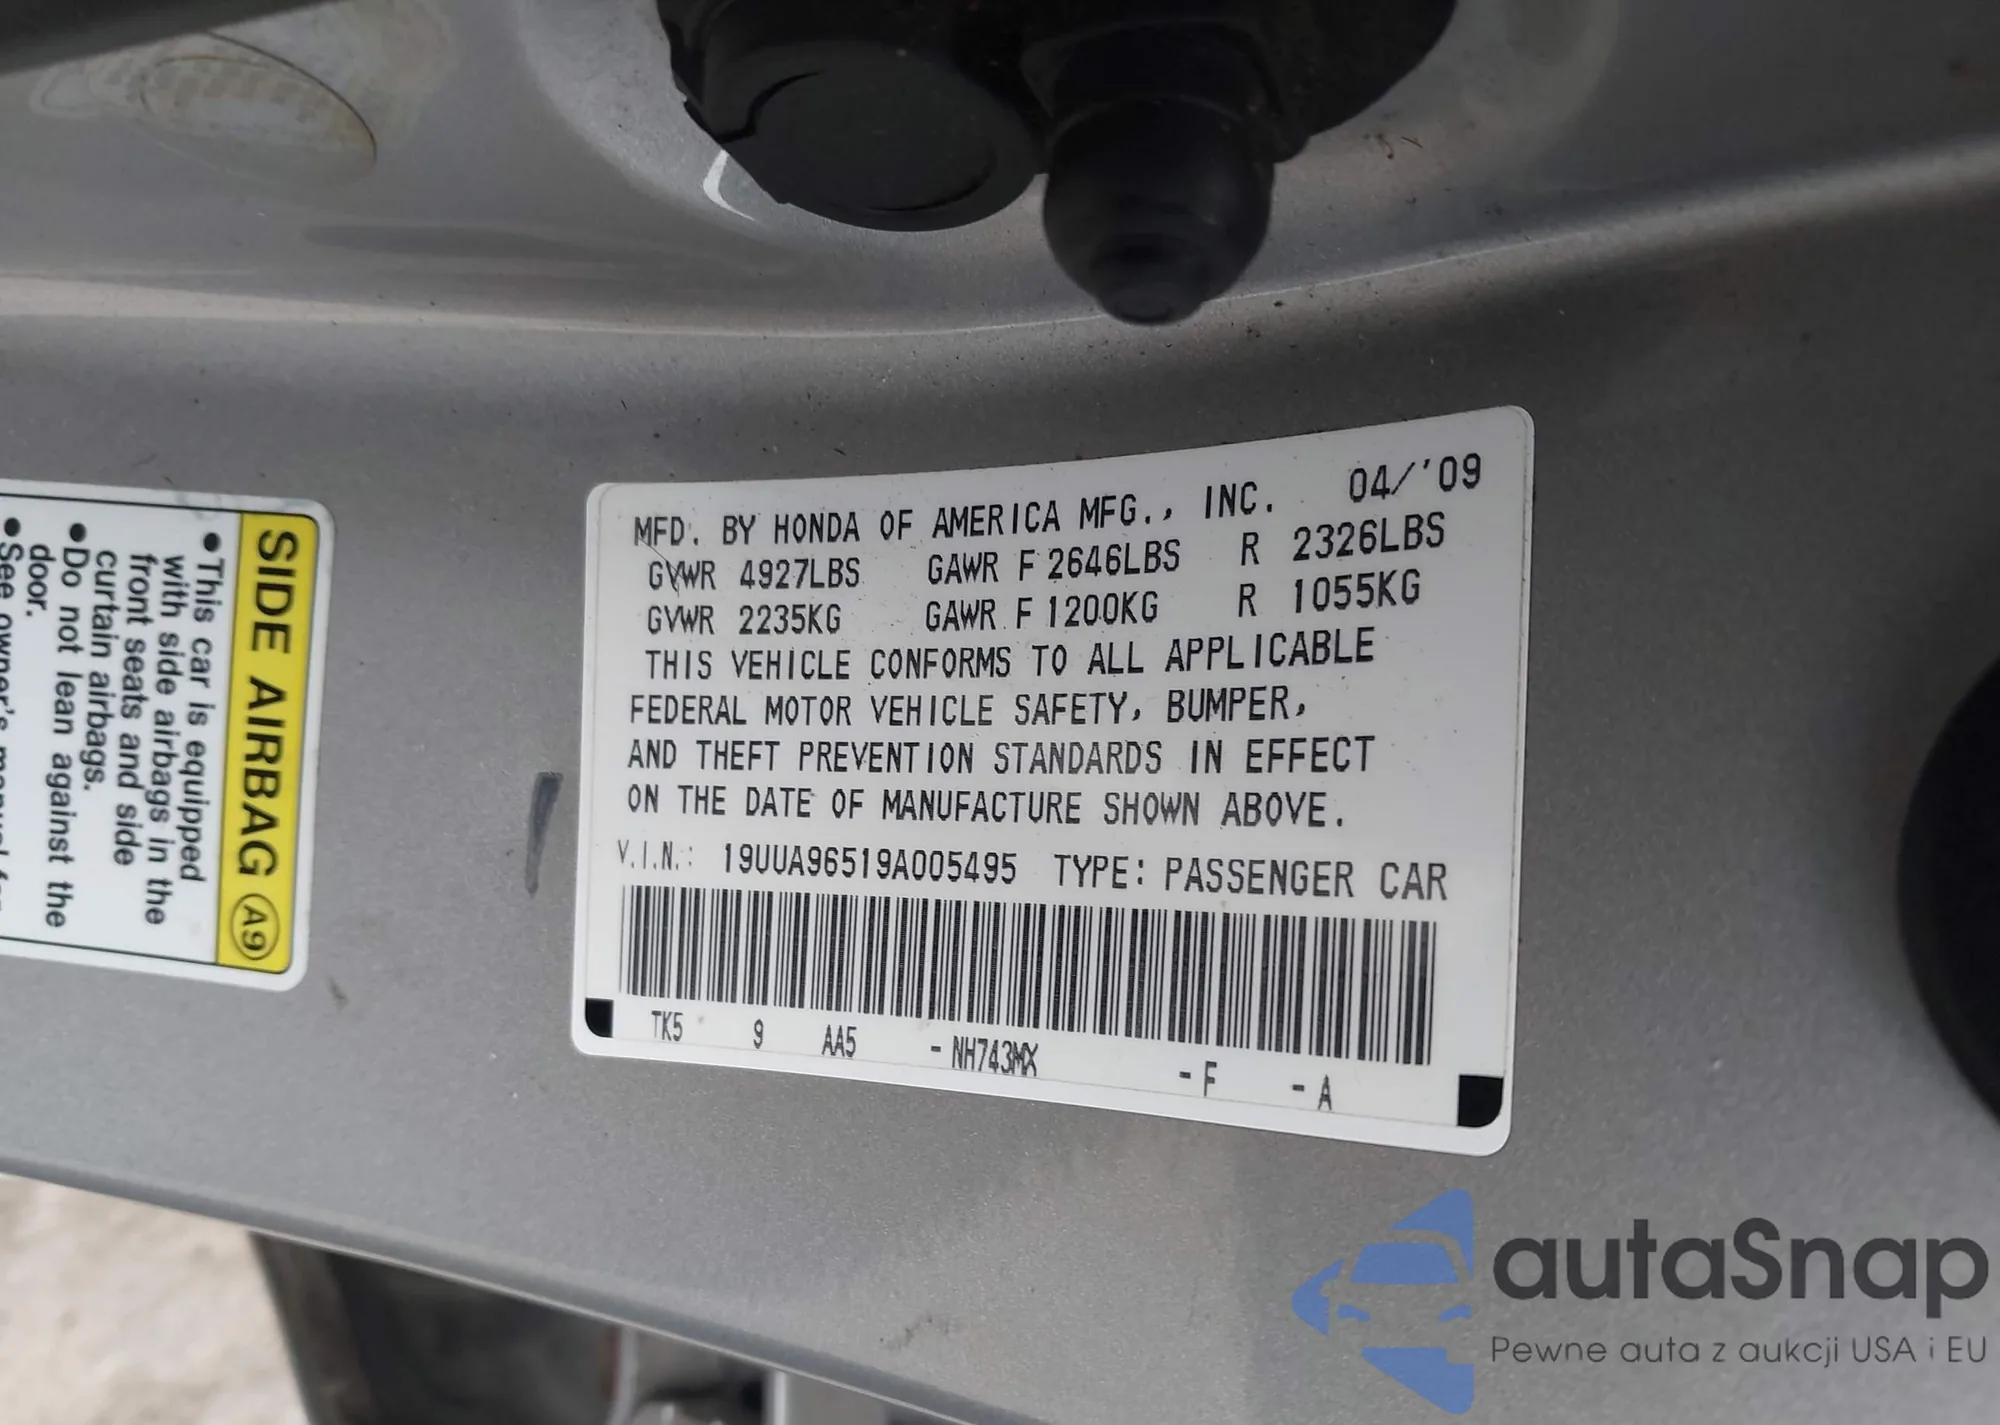 MFD. BY HONDA OF AMERICA MFG., INC. 04/'09
GVWR 4927LBS GAWR F 2646LBS R 2326LBS
GVWR 2235KG GAWR F 1200KG R 1055KG
THIS VEHICLE CONFORMS TO ALL APPLICABLE
FEDERAL MOTOR VEHICLE SAFETY, BUMPER,
AND THEFT PREVENTION STANDARDS IN EFFECT
ON THE DATE OF MANUFACTURE SHOWN ABOVE.
V.I.N.: 19UUA96519A005495 TYPE: PASSENGER CAR
TK5 9 AA5 - NH743MX - F - A
SIDE AIRBAG A9
•This car is equipped
with side airbags in the
front seats and side
curtain airbags.
•Do not lean against the
door.
•See owner's manual for
autaSnap
Pewne auta z aukcji USA i EU